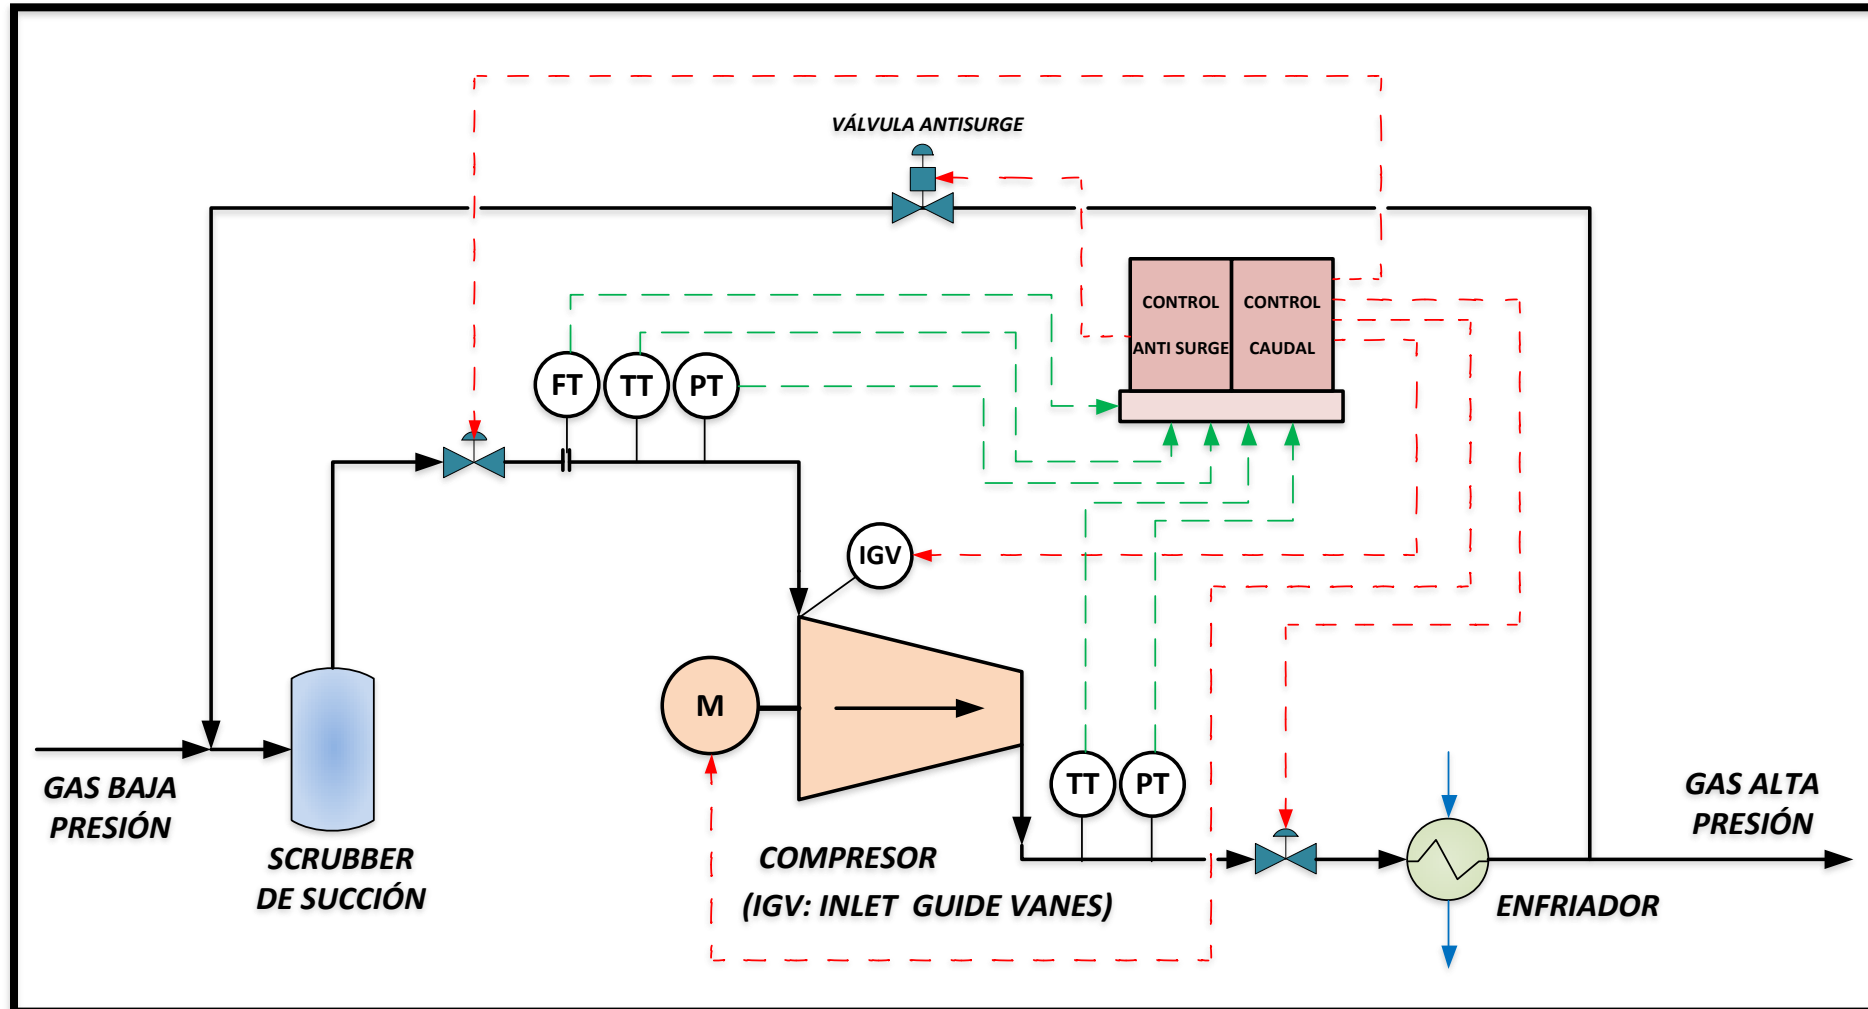 VÁLVULA ANTISURGE
CONTROL
ANTI SURGE
CONTROL
CAUDAL
FT
TT
PT
IGV
M
TT
PT
GAS BAJA
PRESIÓN
SCRUBBER
DE SUCCIÓN
COMPRESOR
(IGV: INLET GUIDE VANES)
GAS ALTA
PRESIÓN
ENFRIADOR